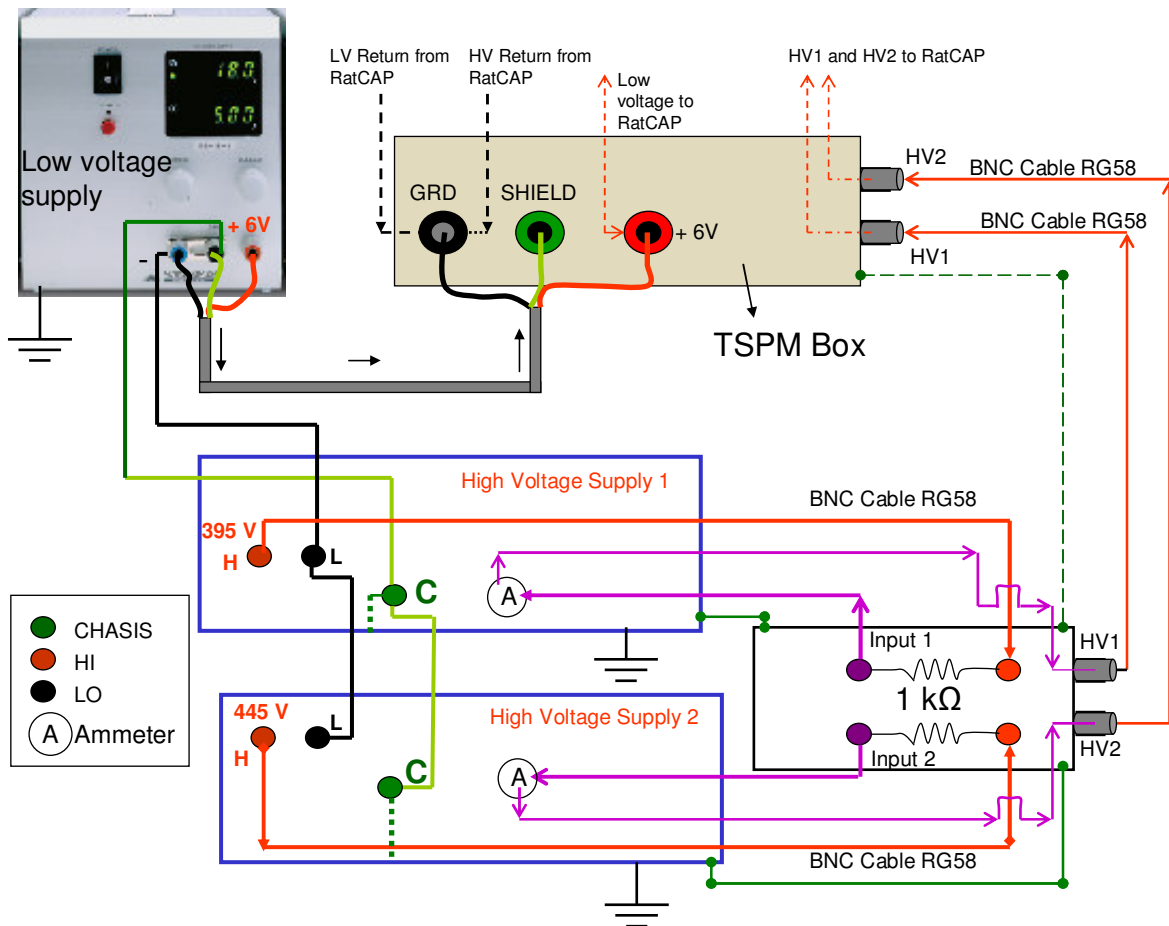 LV Return from
RatCAP
HV Return from
RatCAP
Low
voltage to
RatCAP
HV1 and HV2 to RatCAP
18.0
5.00
Low voltage
supply
+ 6V
-
GRD
SHIELD
+ 6V
HV2
HV1
BNC Cable RG58
BNC Cable RG58
TSPM Box
High Voltage Supply 1
395 V
H
L
C
A
BNC Cable RG58
CHASIS
HI
LO
A
Ammeter
Input 1
1 kΩ
Input 2
HV1
HV2
High Voltage Supply 2
445 V
H
L
C
A
BNC Cable RG58